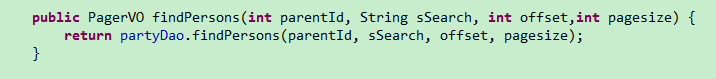 public PagerVO findPersons(int parentId, String sSearch, int offset,int pagesize) {
return partyDao.findPersons(parentId, sSearch, offset, pagesize);
}